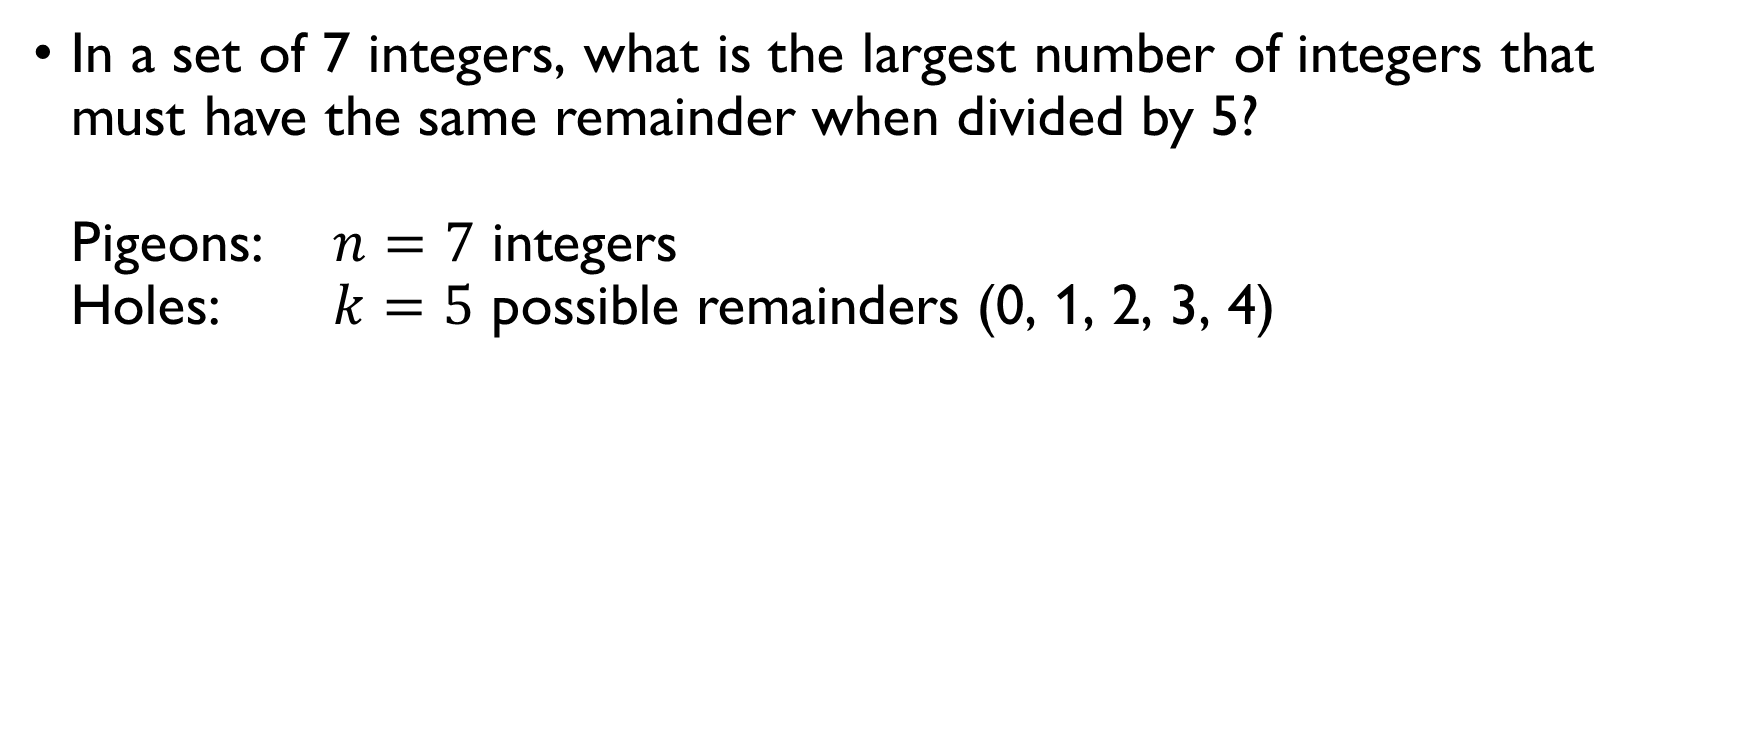 • In a set of 7 integers, what is the largest number of integers that
must have the same remainder when divided by 5?
Pigeons: n = 7 integers
Holes: k = 5 possible remainders (0, 1, 2, 3, 4)